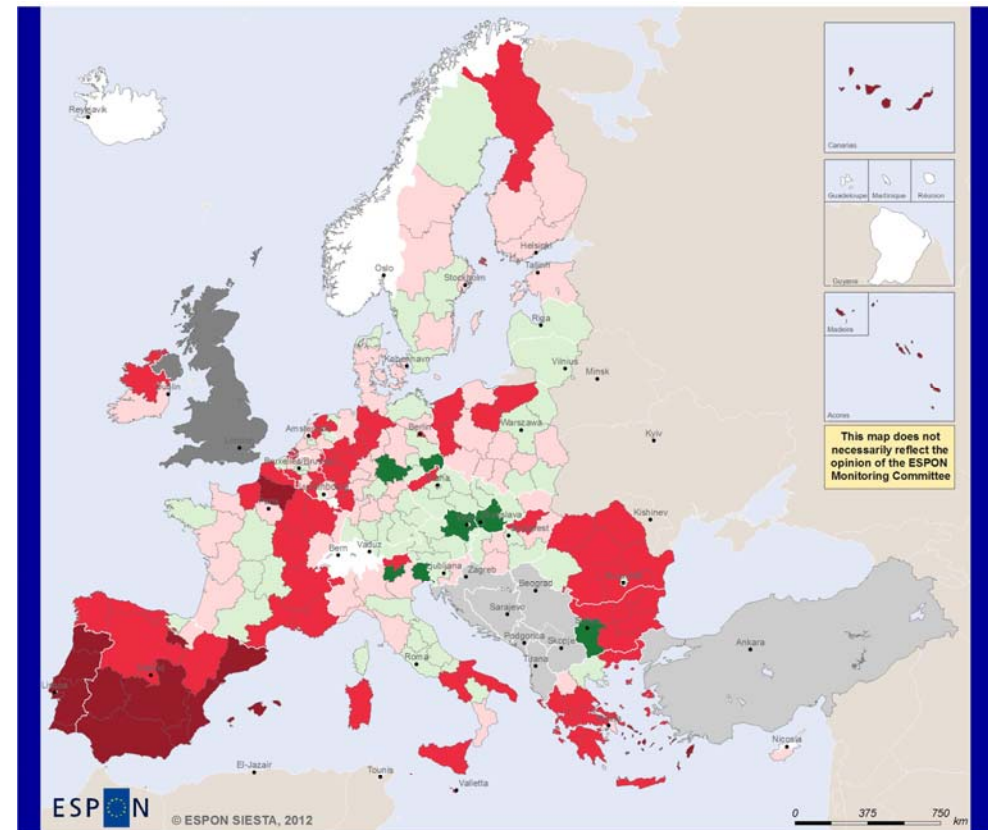 Reykjavik
Canarias
Guadeloupe
Martinique
Réunion
Guyane
Madeira
Acores
Oslo
Helsinki
Tallinn
Stockholm
Riga
København
Vilnius
Minsk
Berlin
Warszawa
Kyiv
Kishinev
Bern
Vaduz
Ljubljana
Zagreb
Beograd
Sarajevo
Podgorica
Skopje
Tirana
Ankara
Roma
Nicosia
El-Jazair
Tounis
Valletta
This map does not
necessarily reflect the
opinion of the ESPON
Monitoring Committee
ESPON
© ESPON SIESTA, 2012
0 375 750
km